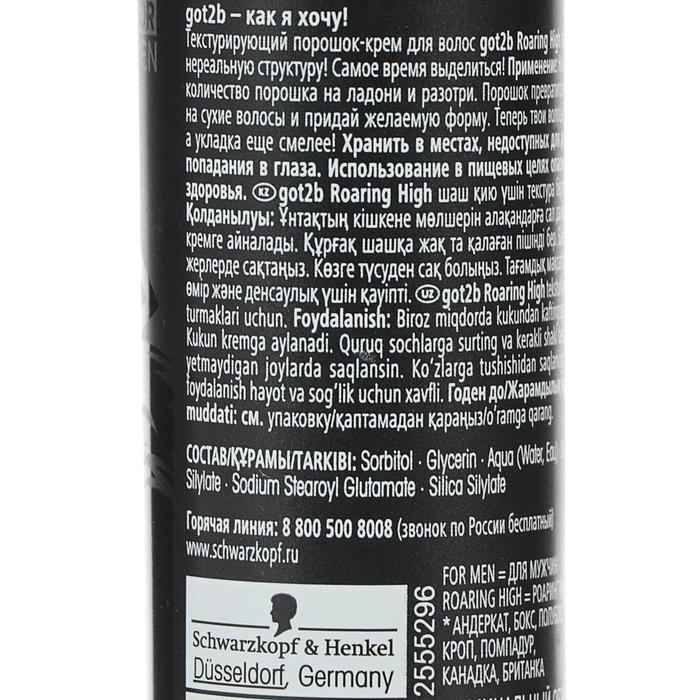 got2b – как я хочу!
Текстурирующий порошок-крем для волос got2b Roaring High
нереальную структуру! Самое время выделиться! Применение:
количество порошка на ладони и разотри. Порошок
на сухие волосы и придай желаемую форму. Теперь твои
а укладка еще смелее! Хранить в местах, недоступных для
попадания в глаза. Использование в пищевых целях
здоровья. KZ got2b Roaring High шаш қию үшін текстура
Қолданылуы: Ұнтақтың кішкене мөлшерін алақандарға сал
кремге айналады. Құрғақ шашқа жақ та қалаған пішінді бер.
жерлерде сақтаңыз. Көзге түсуден сақ болыңыз. Тағамдық
өмір және денсаулық үшін қауіпті. UZ got2b Roaring High
turmaklari uchun. Foydalanish: Biroz miqdorda kukundan
Kukun kremga aylanadi. Quruq sochlarga surting va kerakli
yetmaydigan joylarda saqlansin. Ko‘zlarga tushishidan
foydalanish hayot va sog‘lik uchun xavfli. Годен до/Жарамдылық
muddati: см. упаковку/қаптамадан қараңыз/o‘ramga qarang.
СОСТАВ/ҚҰРАМЫ/TARKIBI: Sorbitol · Glycerin · Aqua (Water, Eau)
Silylate · Sodium Stearoyl Glutamate · Silica Silylate
Горячая линия: 8 800 500 8008 (звонок по России бесплатный)
www.schwarzkopf.ru
Schwarzkopf & Henkel
Düsseldorf, Germany
2555296
FOR MEN = ДЛЯ МУЖЧИН
ROARING HIGH =
* АНДЕРКАТ, БОКС,
КРОП, ПОМПАДУР,
КАНАДКА, БРИТАНКА